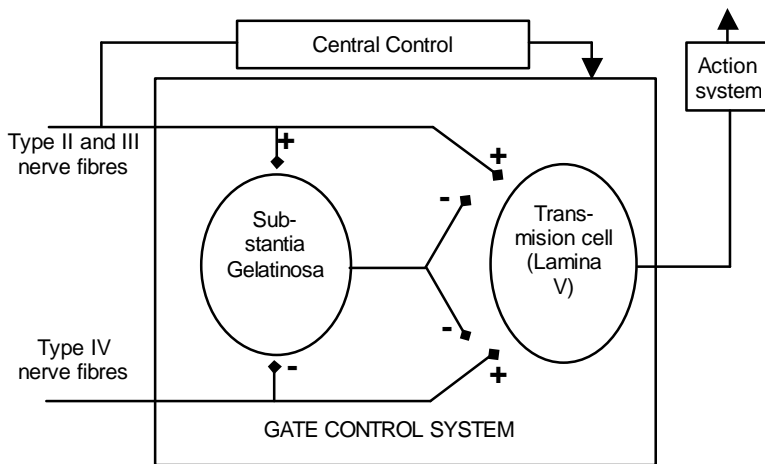 Central Control
Action
system
Type II and III
nerve fibres
+
+
-
Sub-
stantia
Gelatinosa
Trans-
mision cell
(Lamina
V)
-
Type IV
nerve fibres
-
+
GATE CONTROL SYSTEM